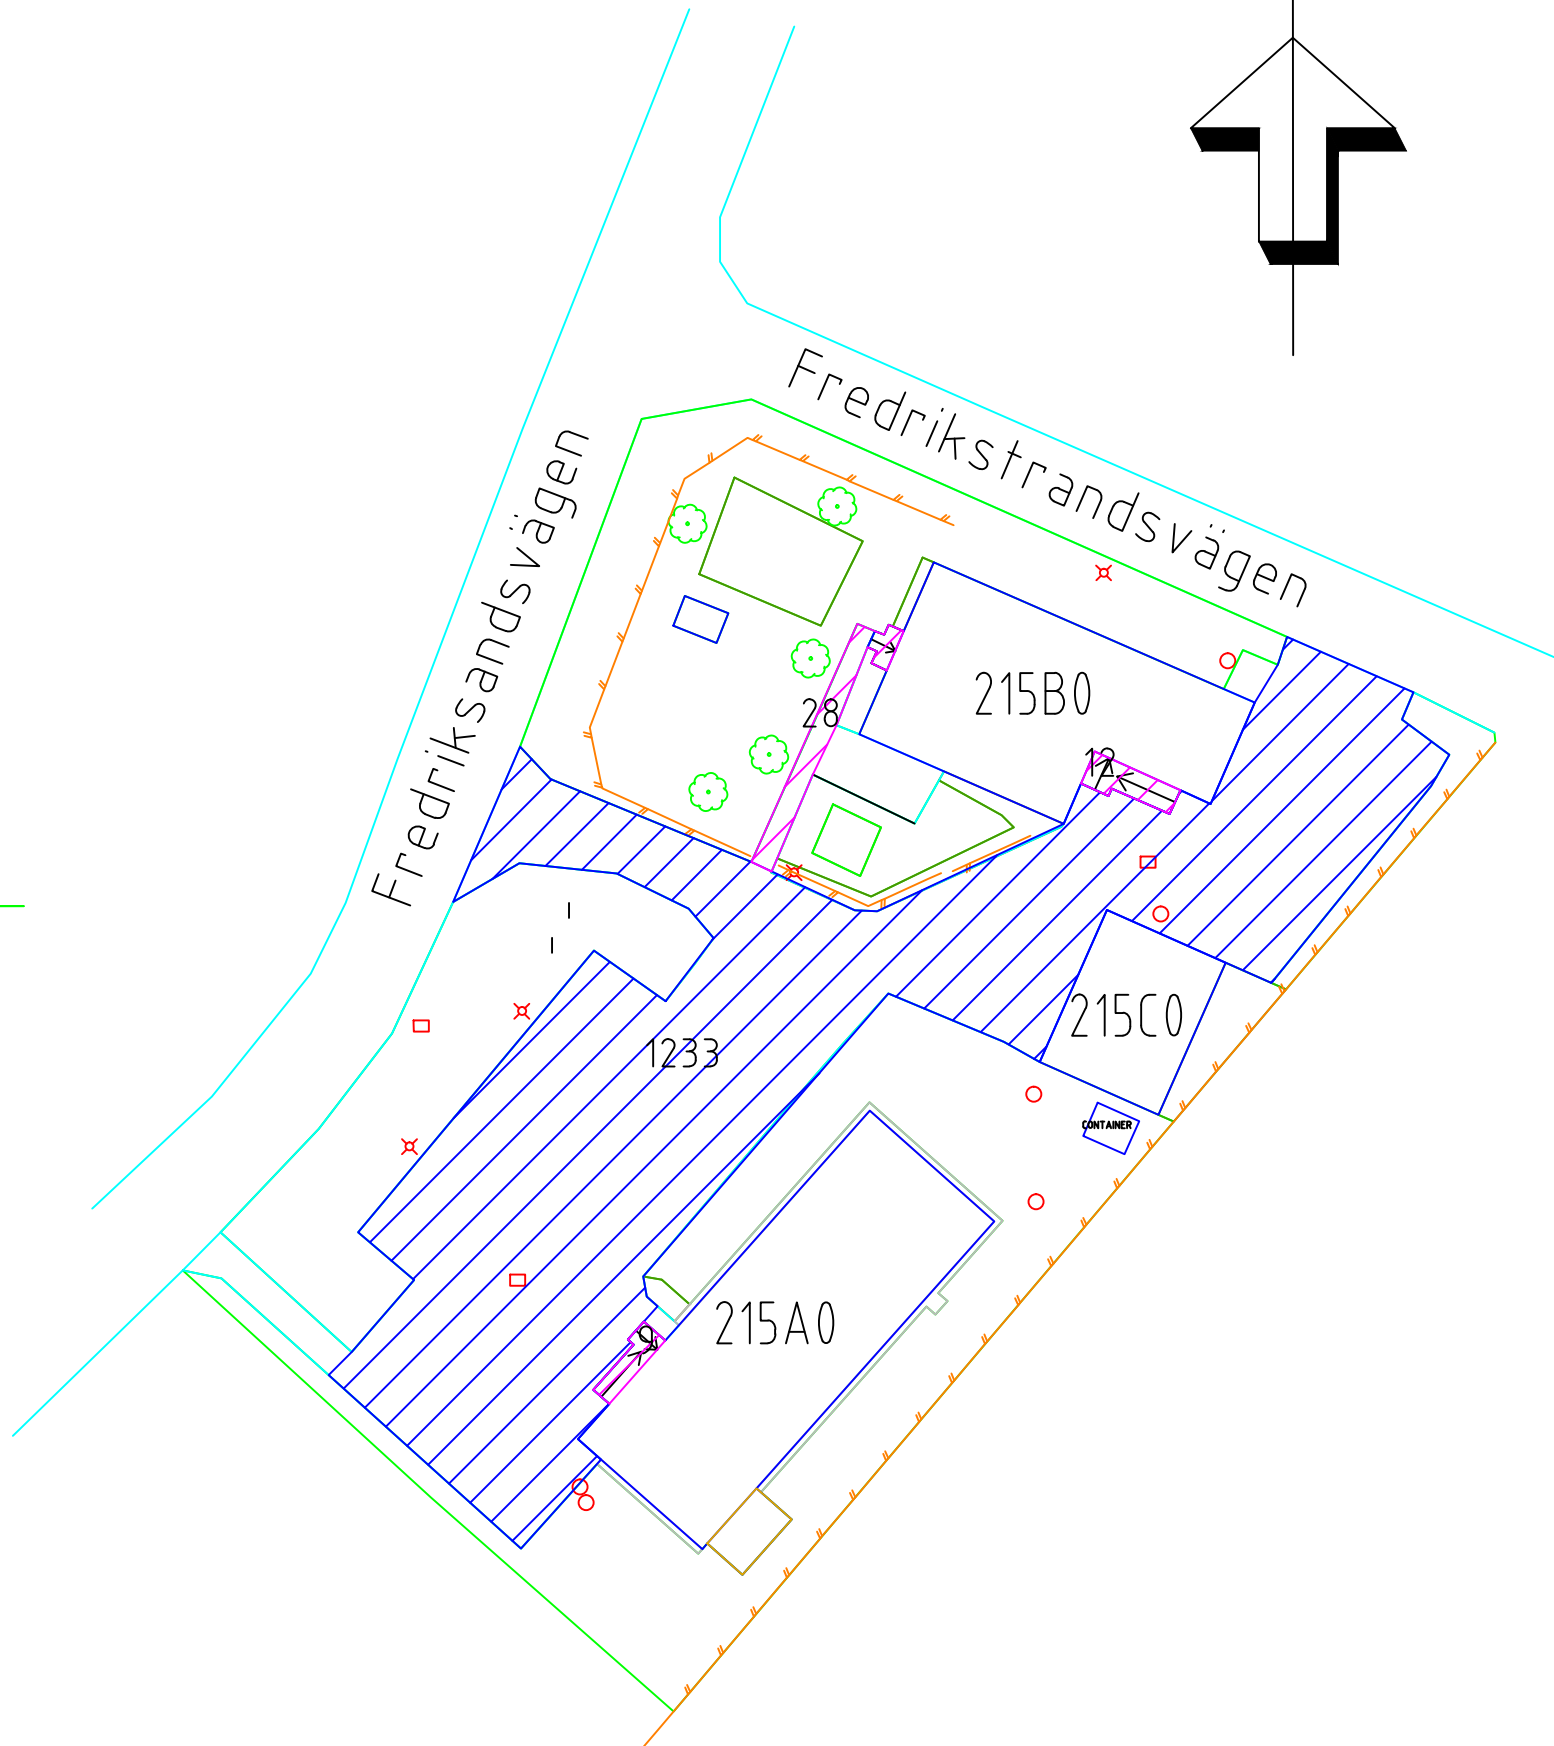 Fredrikstrandsvägen
Fredriksandsvägen
215B0
28
12
215C0
1233
CONTAINER
215A0
9